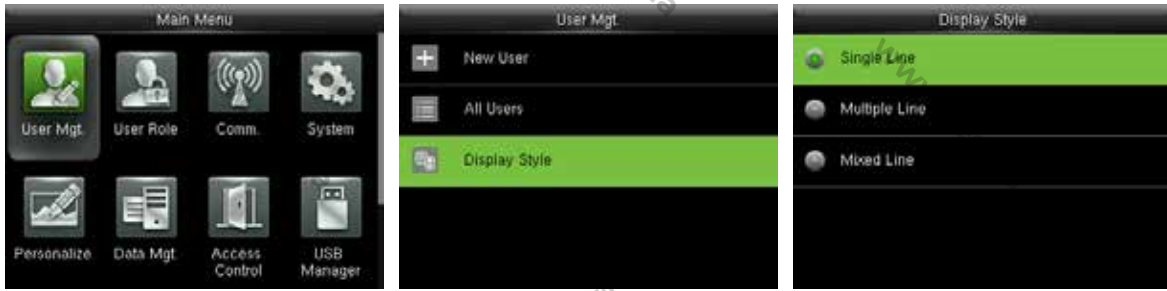 Main Menu
User Mgt.
User Role
Comm.
System
Personalize
Data Mgt.
Access
Control
USB
Manager
User Mgt.
New User
All Users
Display Style
Display Style
Single Line
Multiple Line
Mixed Line